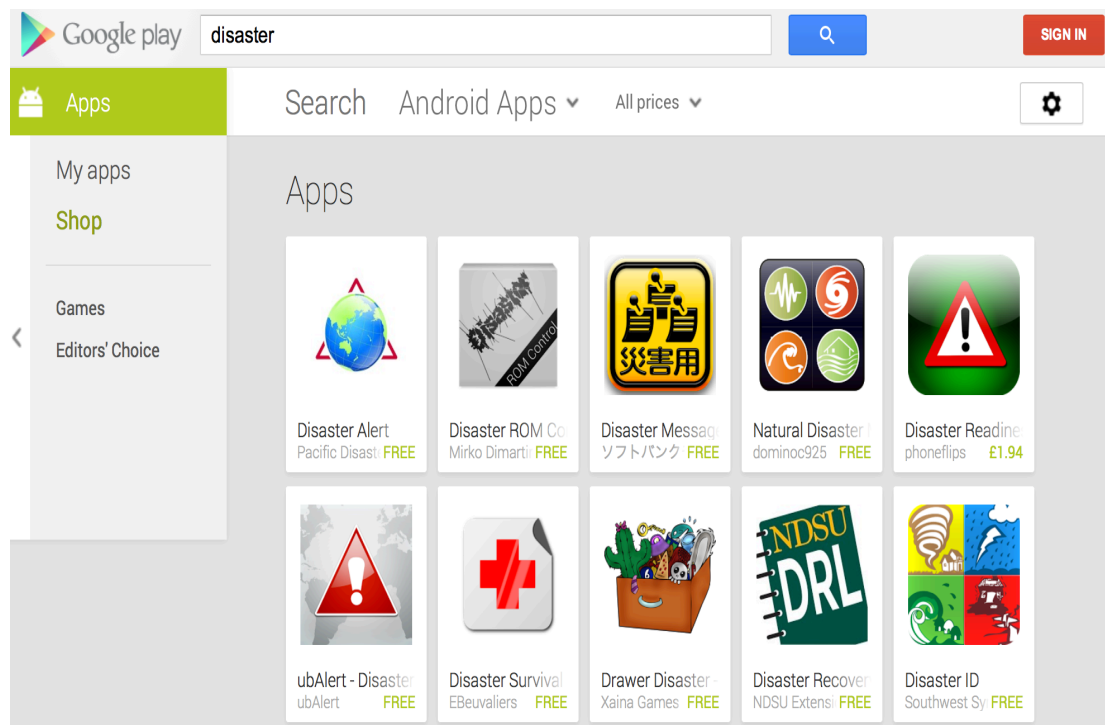 Google play
disaster
SIGN IN
Apps
Search
Android Apps
All prices
My apps
Shop
Games
Editors' Choice
Apps
Disaster
ROM Control
災害用
Disaster Alert
Pacific Disast FREE
Disaster ROM Co
Mirko Dimarti FREE
Disaster Messag
ソフトバンク FREE
Natural Disaster
dominoc925 FREE
Disaster Readine
phoneflips £1.94
NDSU
DRL
ubAlert - Disaster
ubAlert FREE
Disaster Survival
EBeuvaliers FREE
Drawer Disaster -
Xaina Games FREE
Disaster Recover
NDSU Extensi FREE
Disaster ID
Southwest Sy FREE